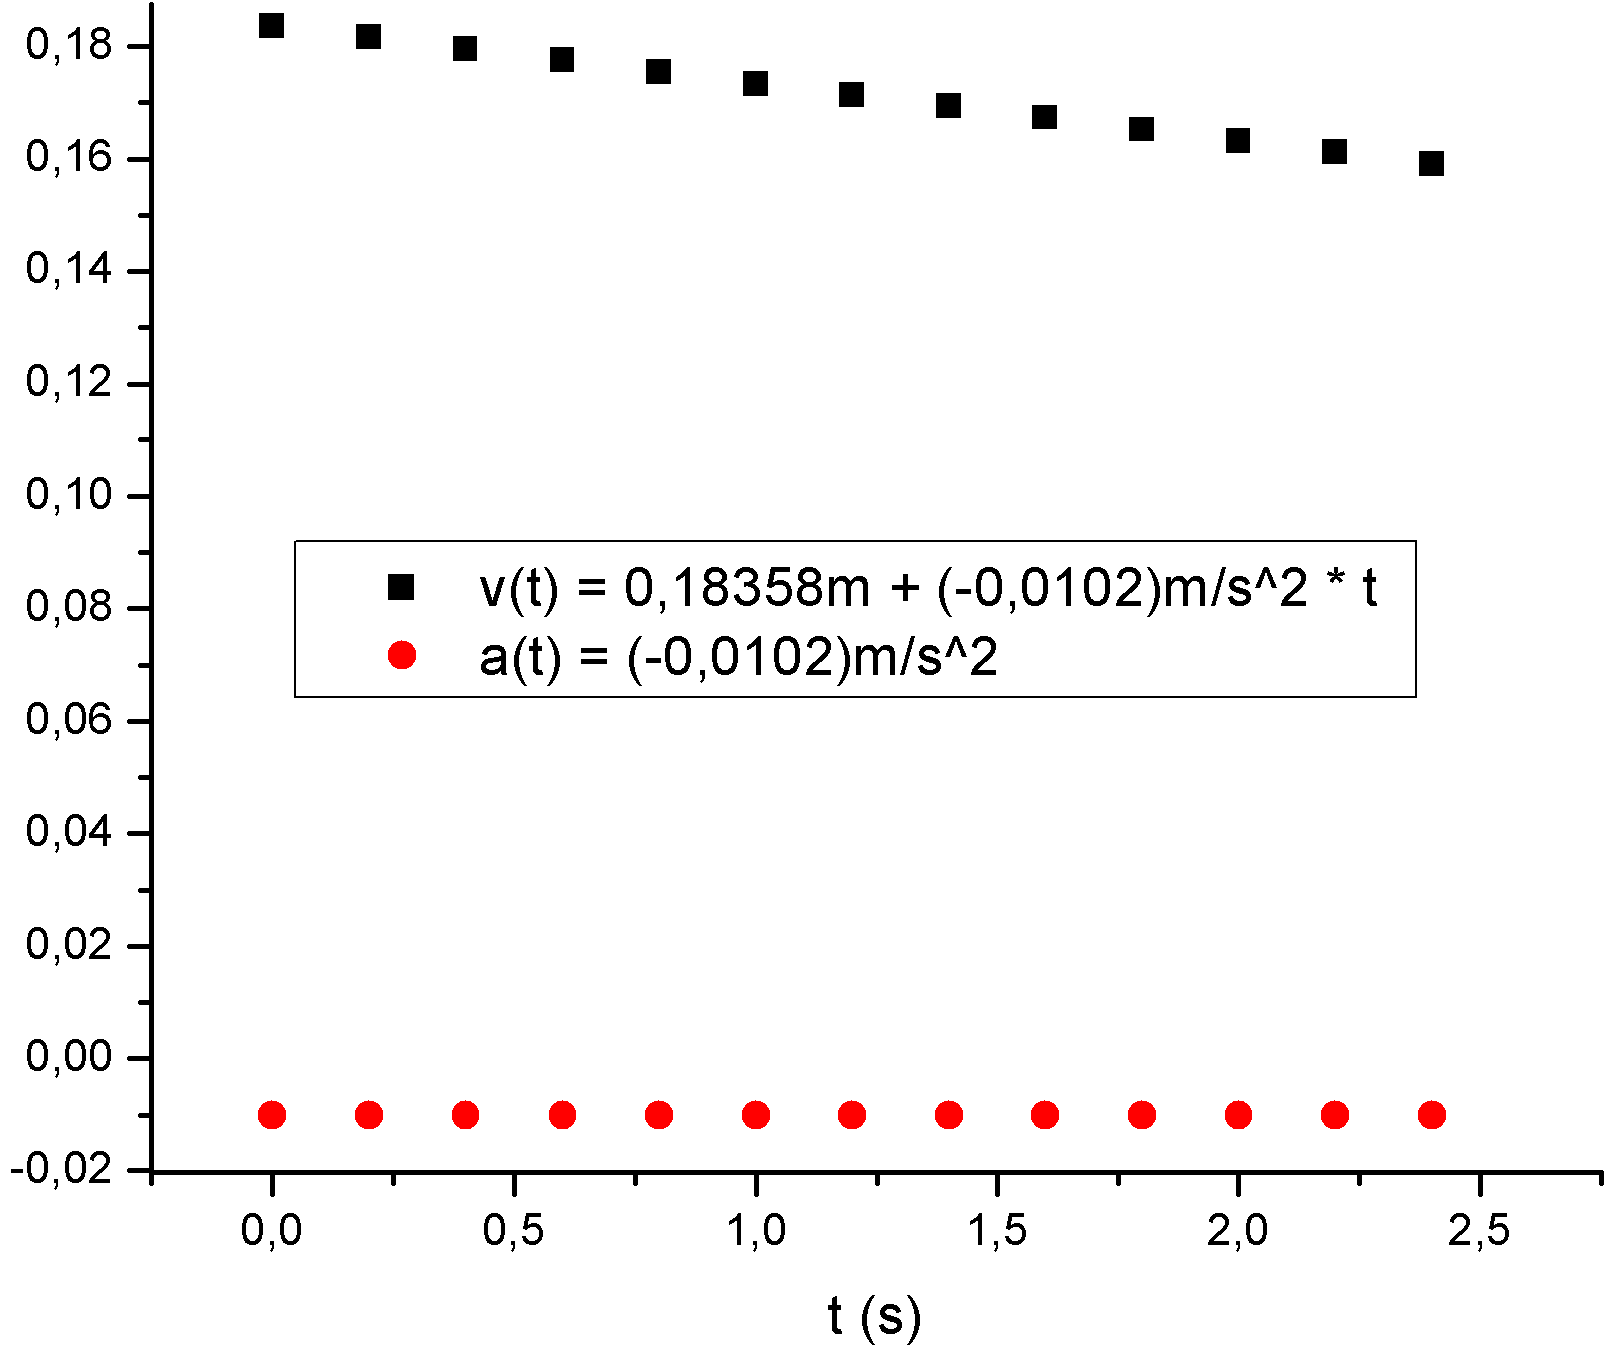 0,18
0,16
0,14
0,12
0,10
0,08
0,06
0,04
0,02
0,00
-0,02
v(t) = 0,18358m + (-0,0102)m/s^2 * t
a(t) = (-0,0102)m/s^2
0,0 0,5 1,0 1,5 2,0 2,5
t (s)